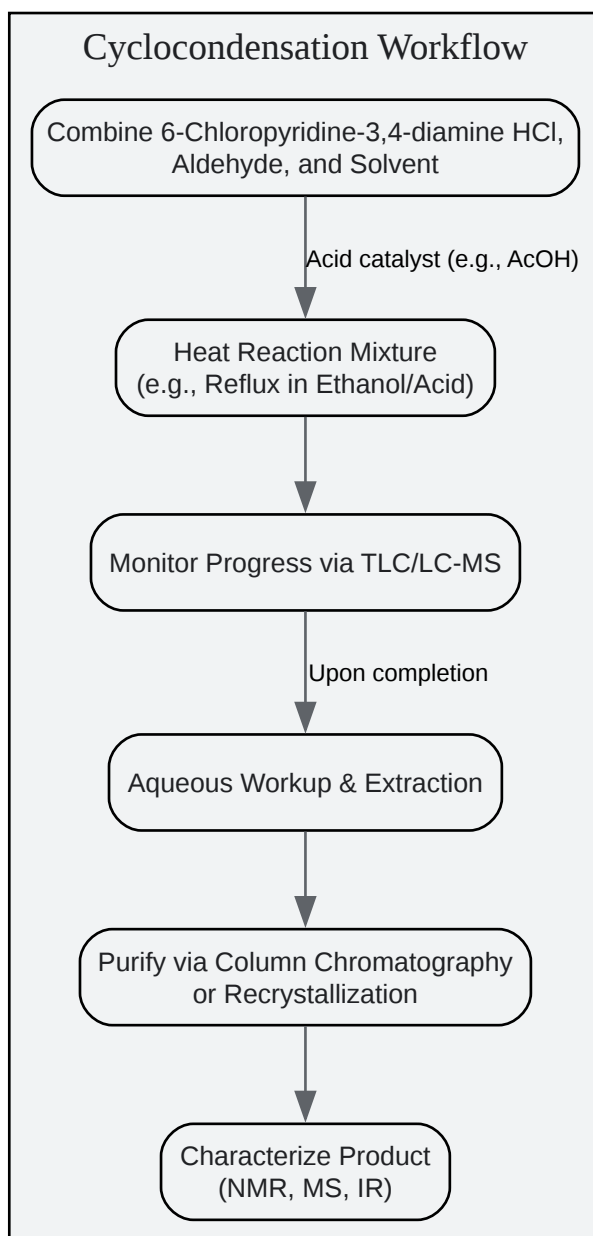 Cyclocondensation Workflow
Combine 6-Chloropyridine-3,4-diamine HCl,
Aldehyde, and Solvent
Acid catalyst (e.g., AcOH)
Heat Reaction Mixture
(e.g., Reflux in Ethanol/Acid)
Monitor Progress via TLC/LC-MS
Upon completion
Aqueous Workup & Extraction
Purify via Column Chromatography
or Recrystallization
Characterize Product
(NMR, MS, IR)